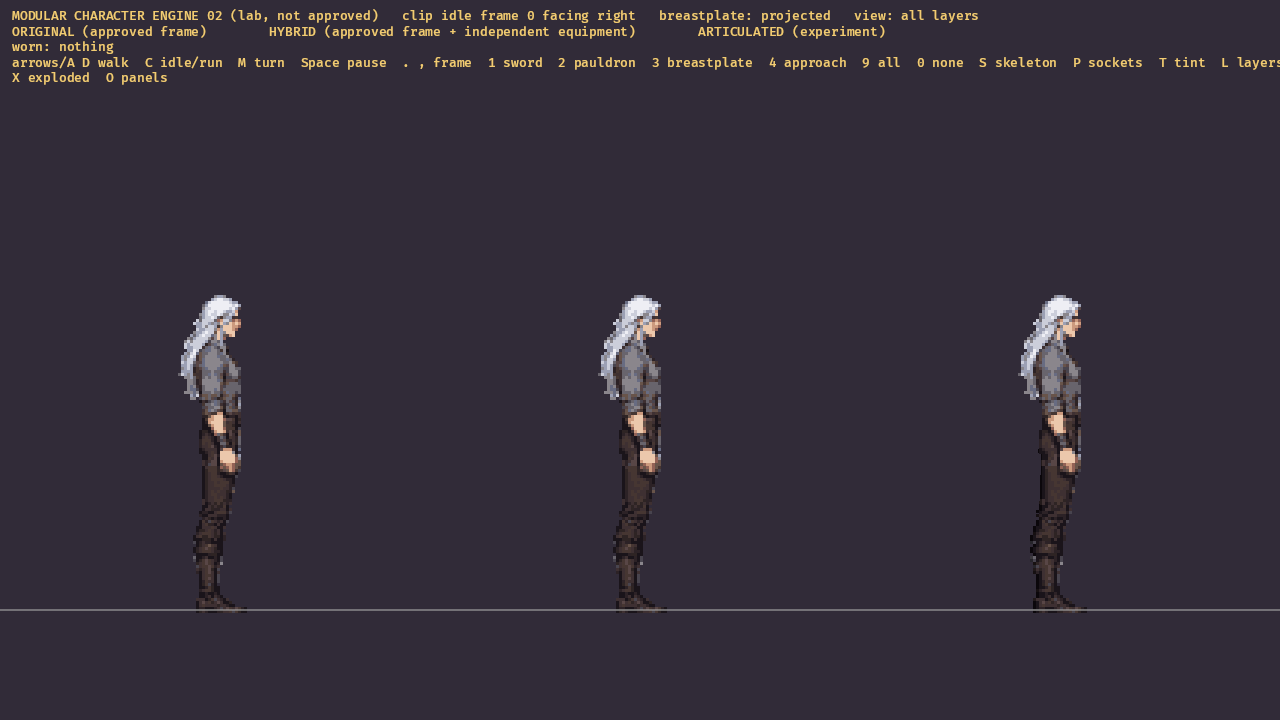 MODULAR CHARACTER ENGINE 02 (lab, not approved)   clip idle frame 0 facing right   breastplate: projected   view: all layers
ORIGINAL (approved frame)        HYBRID (approved frame + independent equipment)        ARTICULATED (experiment)
worn: nothing
arrows/A D walk  C idle/run  M turn  Space pause  . , frame  1 sword  2 pauldron  3 breastplate  4 approach  9 all  0 none  S skeleton  P sockets  T tint  L layers
X exploded  O panels